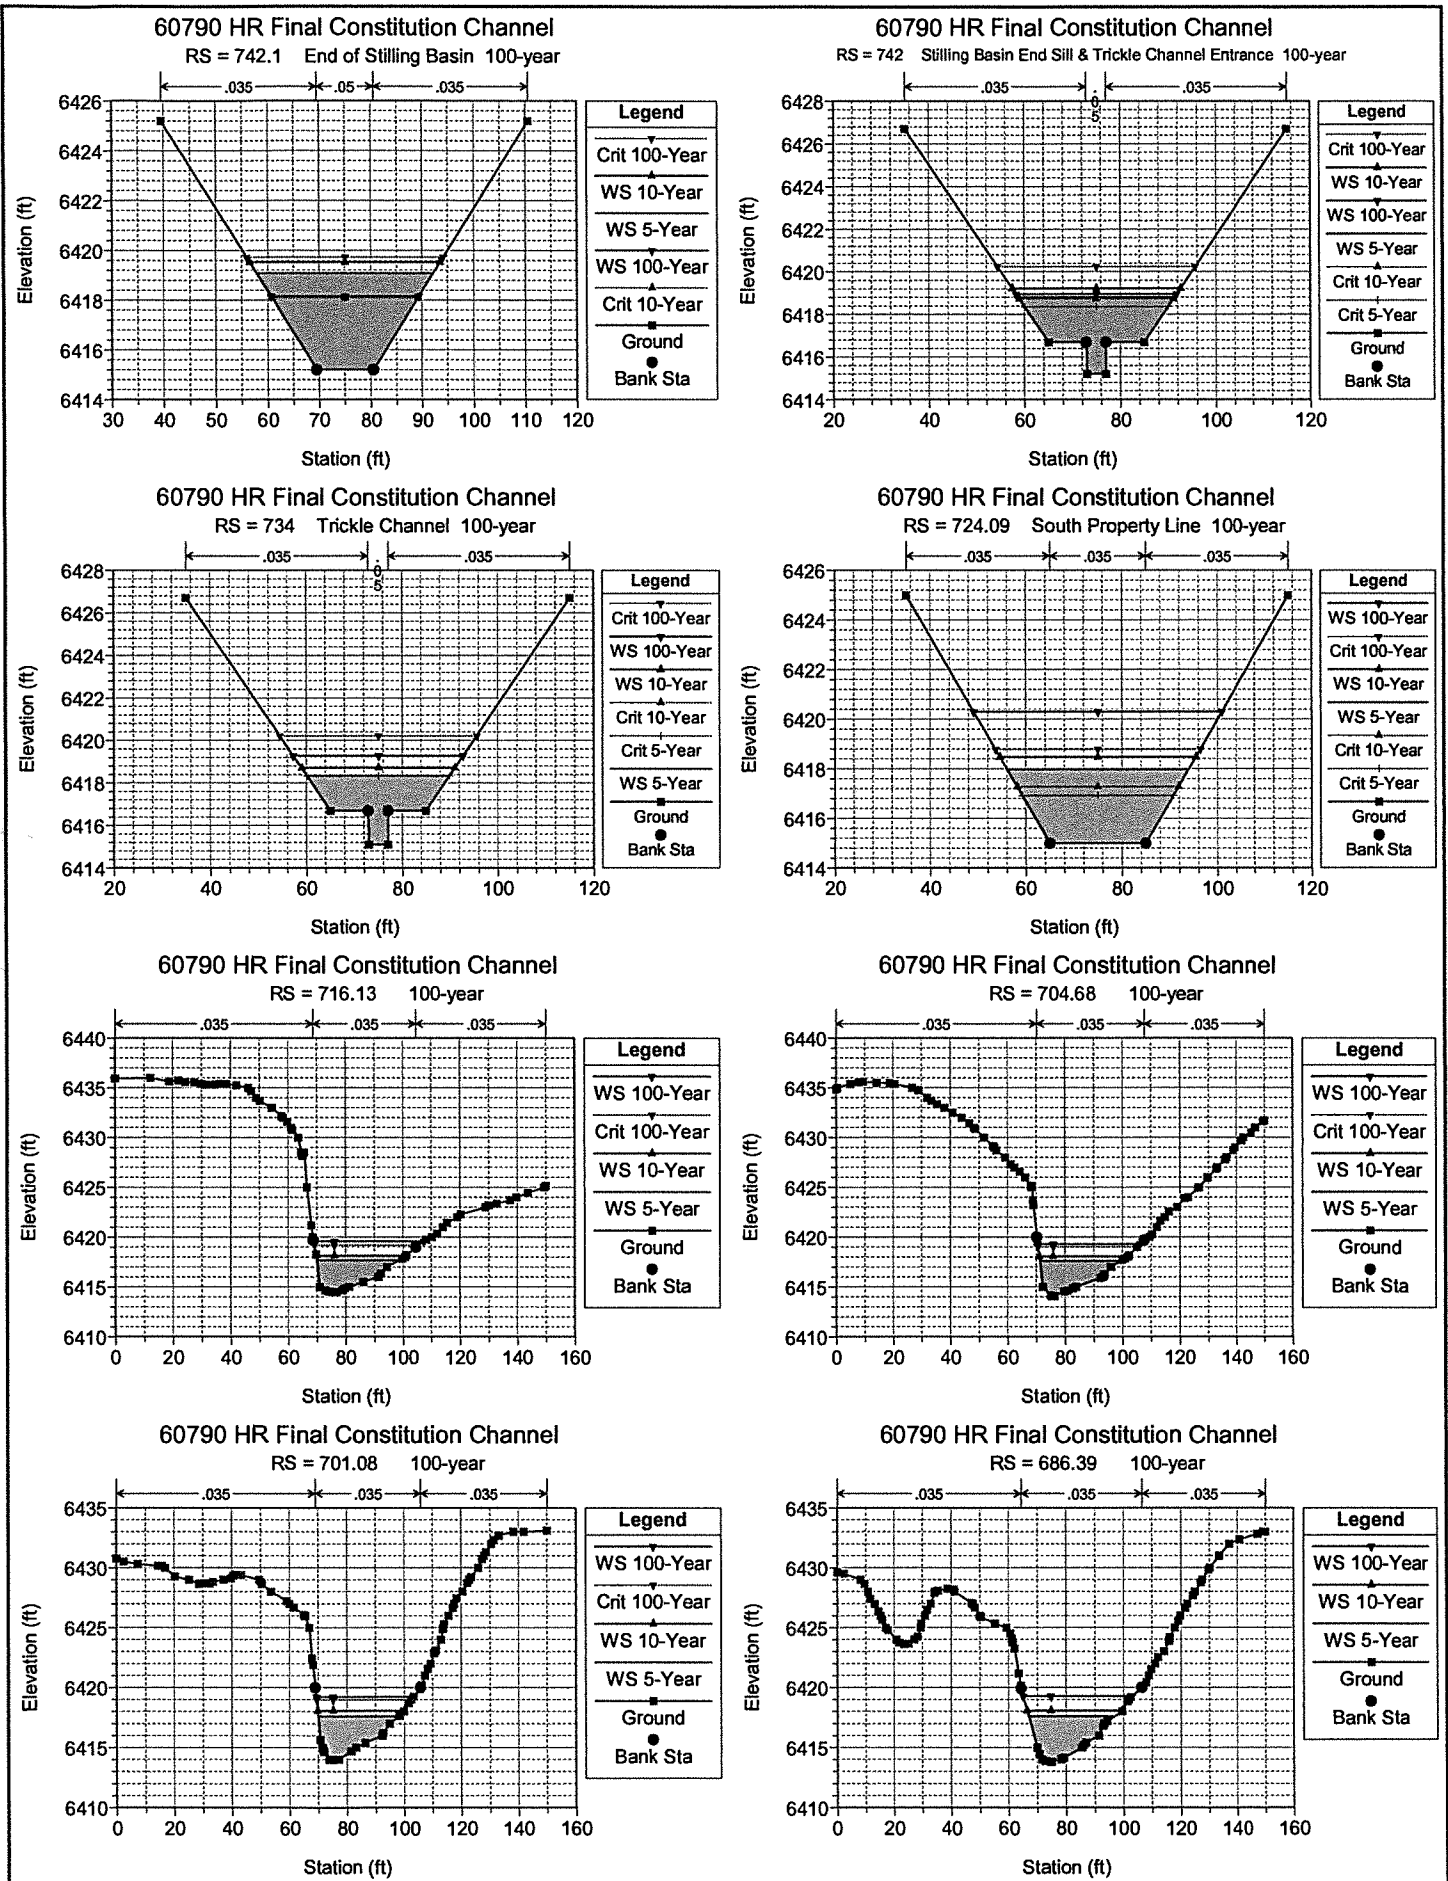 60790 HR Final Constitution Channel
RS = 742.1 End of Stilling Basin 100-year
.035 .05 .035
Elevation (ft)
6426
6424
6422
6420
6418
6416
6414
30 40 50 60 70 80 90 100 110 120
Station (ft)
Legend
Crit 100-Year
WS 10-Year
WS 5-Year
WS 100-Year
Crit 10-Year
Ground
Bank Sta
60790 HR Final Constitution Channel
RS = 742 Stilling Basin End Sill & Trickle Channel Entrance 100-year
.035 .05 .035
Elevation (ft)
6428
6426
6424
6422
6420
6418
6416
6414
20 40 60 80 100 120
Station (ft)
Legend
Crit 100-Year
WS 10-Year
WS 100-Year
WS 5-Year
Crit 10-Year
Crit 5-Year
Ground
Bank Sta
60790 HR Final Constitution Channel
RS = 734 Trickle Channel 100-year
.035 .05 .035
Elevation (ft)
6428
6426
6424
6422
6420
6418
6416
6414
20 40 60 80 100 120
Station (ft)
Legend
Crit 100-Year
WS 100-Year
WS 10-Year
Crit 10-Year
Crit 5-Year
WS 5-Year
Ground
Bank Sta
60790 HR Final Constitution Channel
RS = 724.09 South Property Line 100-year
.035 .035 .035
Elevation (ft)
6426
6424
6422
6420
6418
6416
6414
20 40 60 80 100 120
Station (ft)
Legend
WS 100-Year
Crit 100-Year
WS 10-Year
WS 5-Year
Crit 10-Year
Crit 5-Year
Ground
Bank Sta
60790 HR Final Constitution Channel
RS = 716.13 100-year
.035 .035 .035
Elevation (ft)
6440
6435
6430
6425
6420
6415
6410
0 20 40 60 80 100 120 140 160
Station (ft)
Legend
WS 100-Year
Crit 100-Year
WS 10-Year
WS 5-Year
Ground
Bank Sta
60790 HR Final Constitution Channel
RS = 704.68 100-year
.035 .035 .035
Elevation (ft)
6440
6435
6430
6425
6420
6415
6410
0 20 40 60 80 100 120 140 160
Station (ft)
Legend
WS 100-Year
Crit 100-Year
WS 10-Year
WS 5-Year
Ground
Bank Sta
60790 HR Final Constitution Channel
RS = 701.08 100-year
.035 .035 .035
Elevation (ft)
6435
6430
6425
6420
6415
6410
0 20 40 60 80 100 120 140 160
Station (ft)
Legend
WS 100-Year
Crit 100-Year
WS 10-Year
WS 5-Year
Ground
Bank Sta
60790 HR Final Constitution Channel
RS = 686.39 100-year
.035 .035 .035
Elevation (ft)
6435
6430
6425
6420
6415
6410
0 20 40 60 80 100 120 140 160
Station (ft)
Legend
WS 100-Year
WS 10-Year
WS 5-Year
Ground
Bank Sta